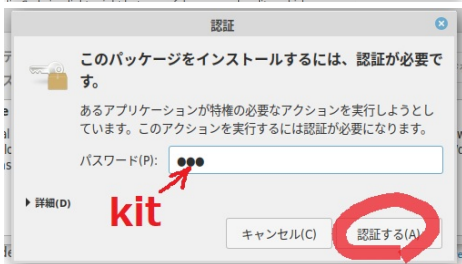 認証
このパッケージをインストールするには、認証が必要で
す。
あるアプリケーションが特権の必要なアクションを実行しようとし
ています。このアクションを実行するには認証が必要になります。
パスワード(P): ●●●
kit
▶ 詳細(D)
キャンセル(C) 認証する(A)